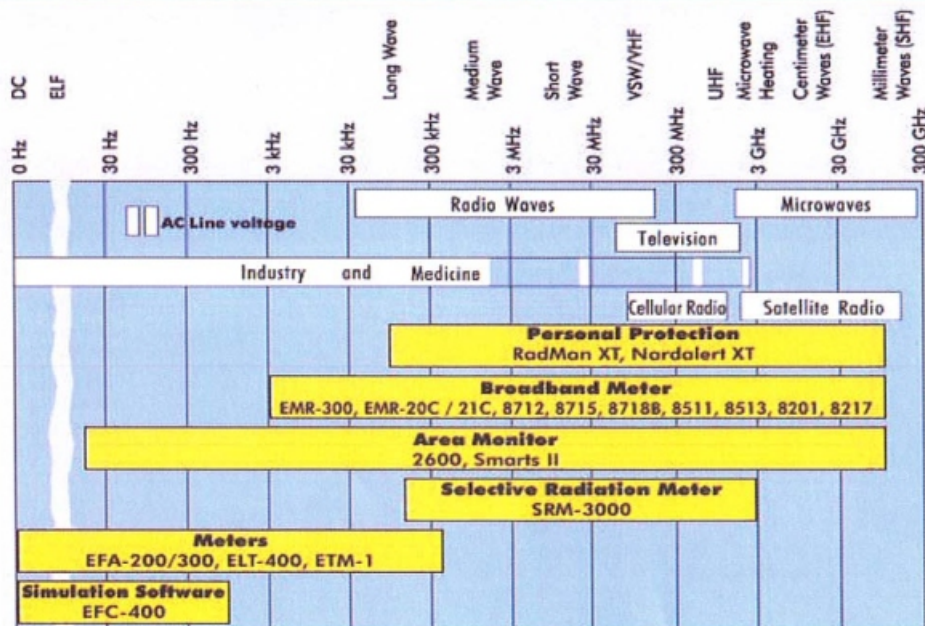 DC
ELF
Long Wave
Medium
Wave
Short
Wave
VSW/VHF
UHF
Microwave
Heating
Centimeter
Waves (EHF)
Millimeter
Waves (SHF)
0 Hz
30 Hz
300 Hz
3 kHz
30 kHz
300 kHz
3 MHz
30 MHz
300 MHz
3 GHz
30 GHz
300 GHz
Radio Waves
Microwaves
AC Line voltage
Television
Industry and Medicine
Cellular Radio
Satellite Radio
Personal Protection
RadMan XT, Nardalert XT
Broadband Meter
EMR-300, EMR-20C / 21C, 8712, 8715, 8718B, 8511, 8513, 8201, 8217
Area Monitor
2600, Smarts II
Selective Radiation Meter
SRM-3000
Meters
EFA-200/300, ELT-400, ETM-1
Simulation Software
EFC-400